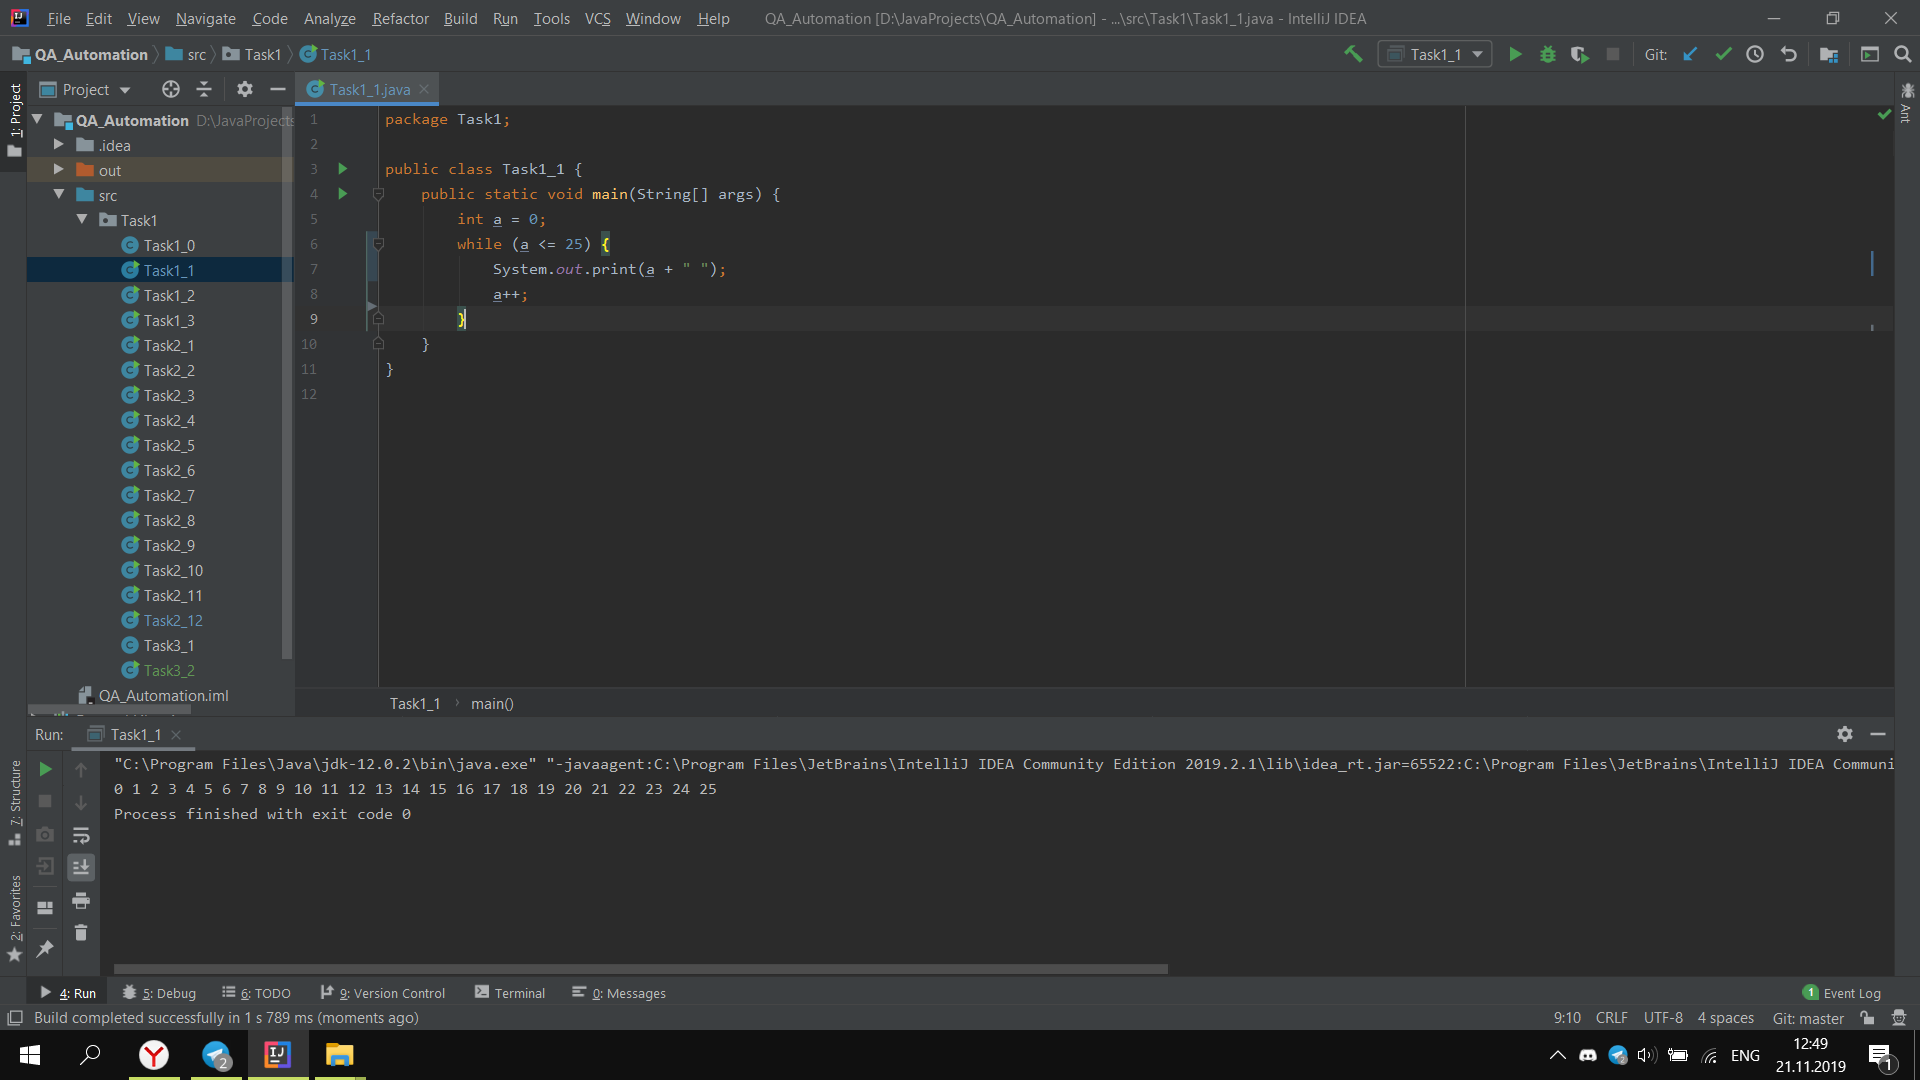 File Edit View Navigate Code Analyze Refactor Build Run Tools VCS Window Help QA_Automation [D:\JavaProjects\QA_Automation] - ...\src\Task1\Task1_1.java - IntelliJ IDEA
QA_Automation src Task1 Task1_1 Task1_1 Git:
Project
Task1_1.java
1: Project
Ant
QA_Automation D:\JavaProjects
.idea
out
src
Task1
Task1_0
Task1_1
Task1_2
Task1_3
Task2_1
Task2_2
Task2_3
Task2_4
Task2_5
Task2_6
Task2_7
Task2_8
Task2_9
Task2_10
Task2_11
Task2_12
Task3_1
Task3_2
QA_Automation.iml
1 package Task1;
2
3 public class Task1_1 {
4 public static void main(String[] args) {
5 int a = 0;
6 while (a <= 25) {
7 System.out.print(a + " ");
8 a++;
9 }
10 }
11 }
12
Task1_1 › main()
Run: Task1_1
"C:\Program Files\Java\jdk-12.0.2\bin\java.exe" "-javaagent:C:\Program Files\JetBrains\IntelliJ IDEA Community Edition 2019.2.1\lib\idea_rt.jar=65522:C:\Program Files\JetBrains\IntelliJ IDEA Communi
0 1 2 3 4 5 6 7 8 9 10 11 12 13 14 15 16 17 18 19 20 21 22 23 24 25
Process finished with exit code 0
7: Structure
2: Favorites
4: Run 5: Debug 6: TODO 9: Version Control Terminal 0: Messages 1 Event Log
Build completed successfully in 1 s 789 ms (moments ago) 9:10 CRLF UTF-8 4 spaces Git: master
2 ENG 12:49
21.11.2019 1